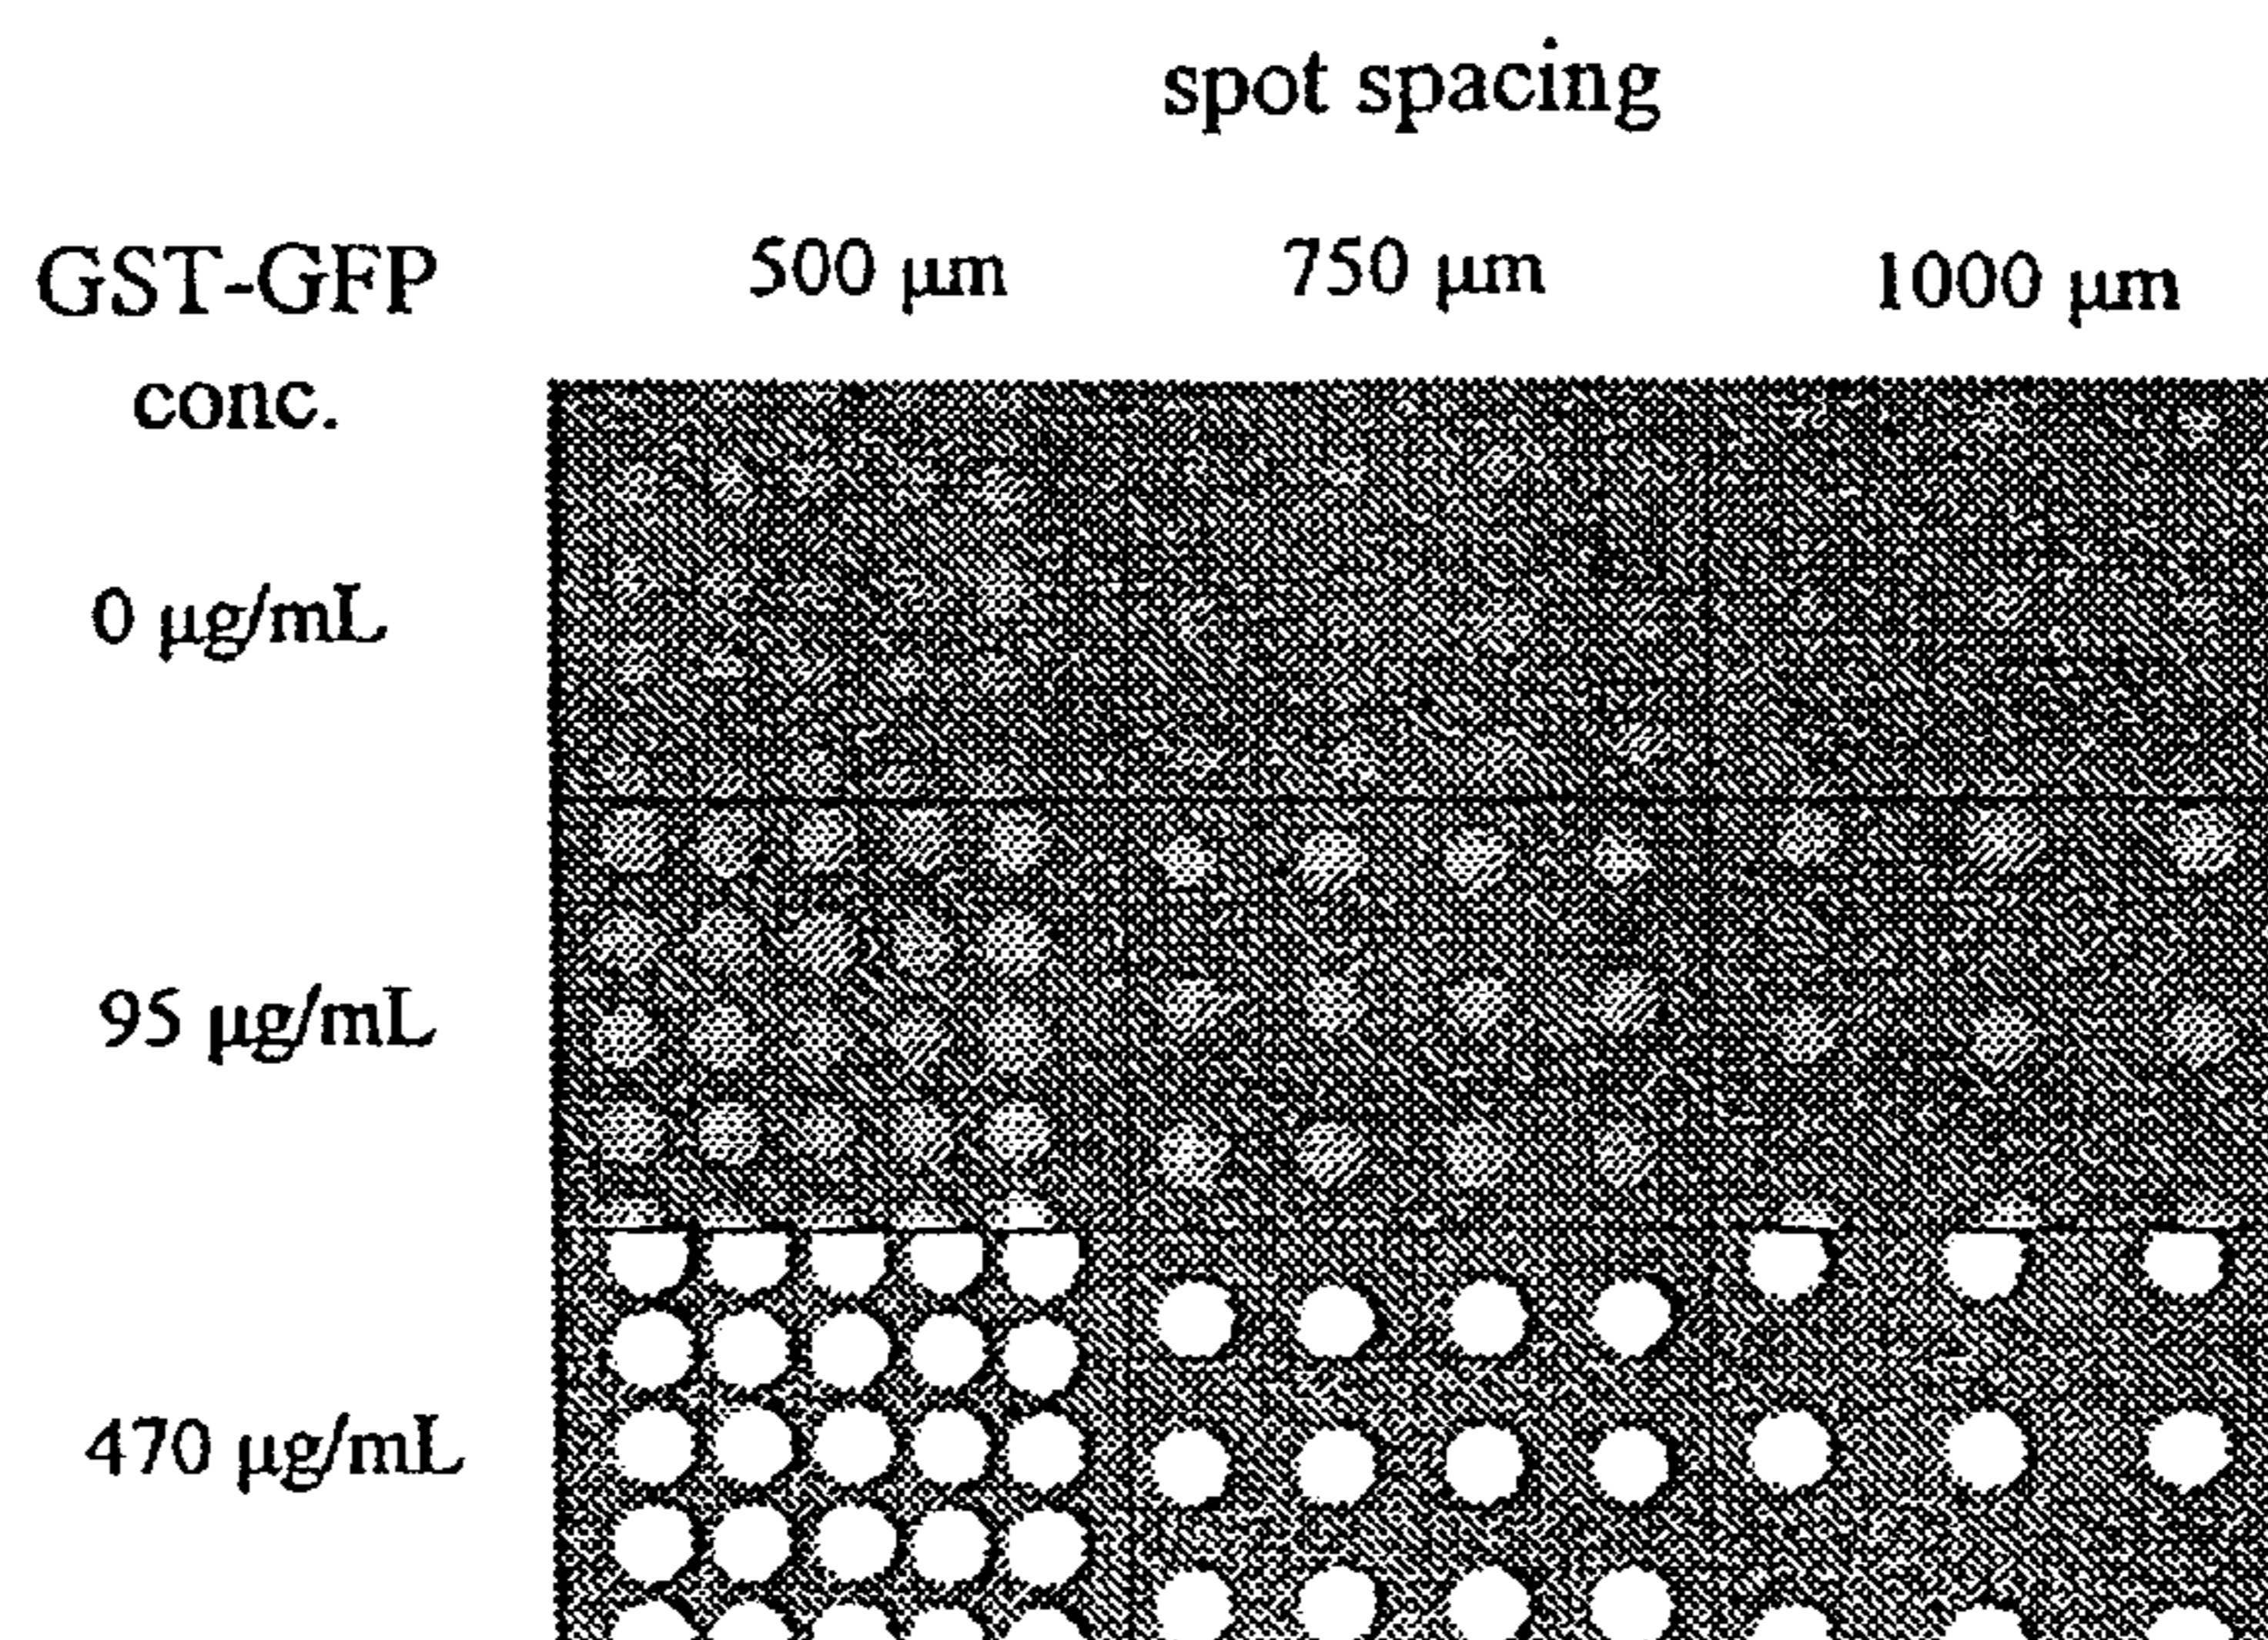 spot spacing
GST-GFP conc.
500 μm 750 μm 1000 μm
0 μg/mL
95 μg/mL
470 μg/mL